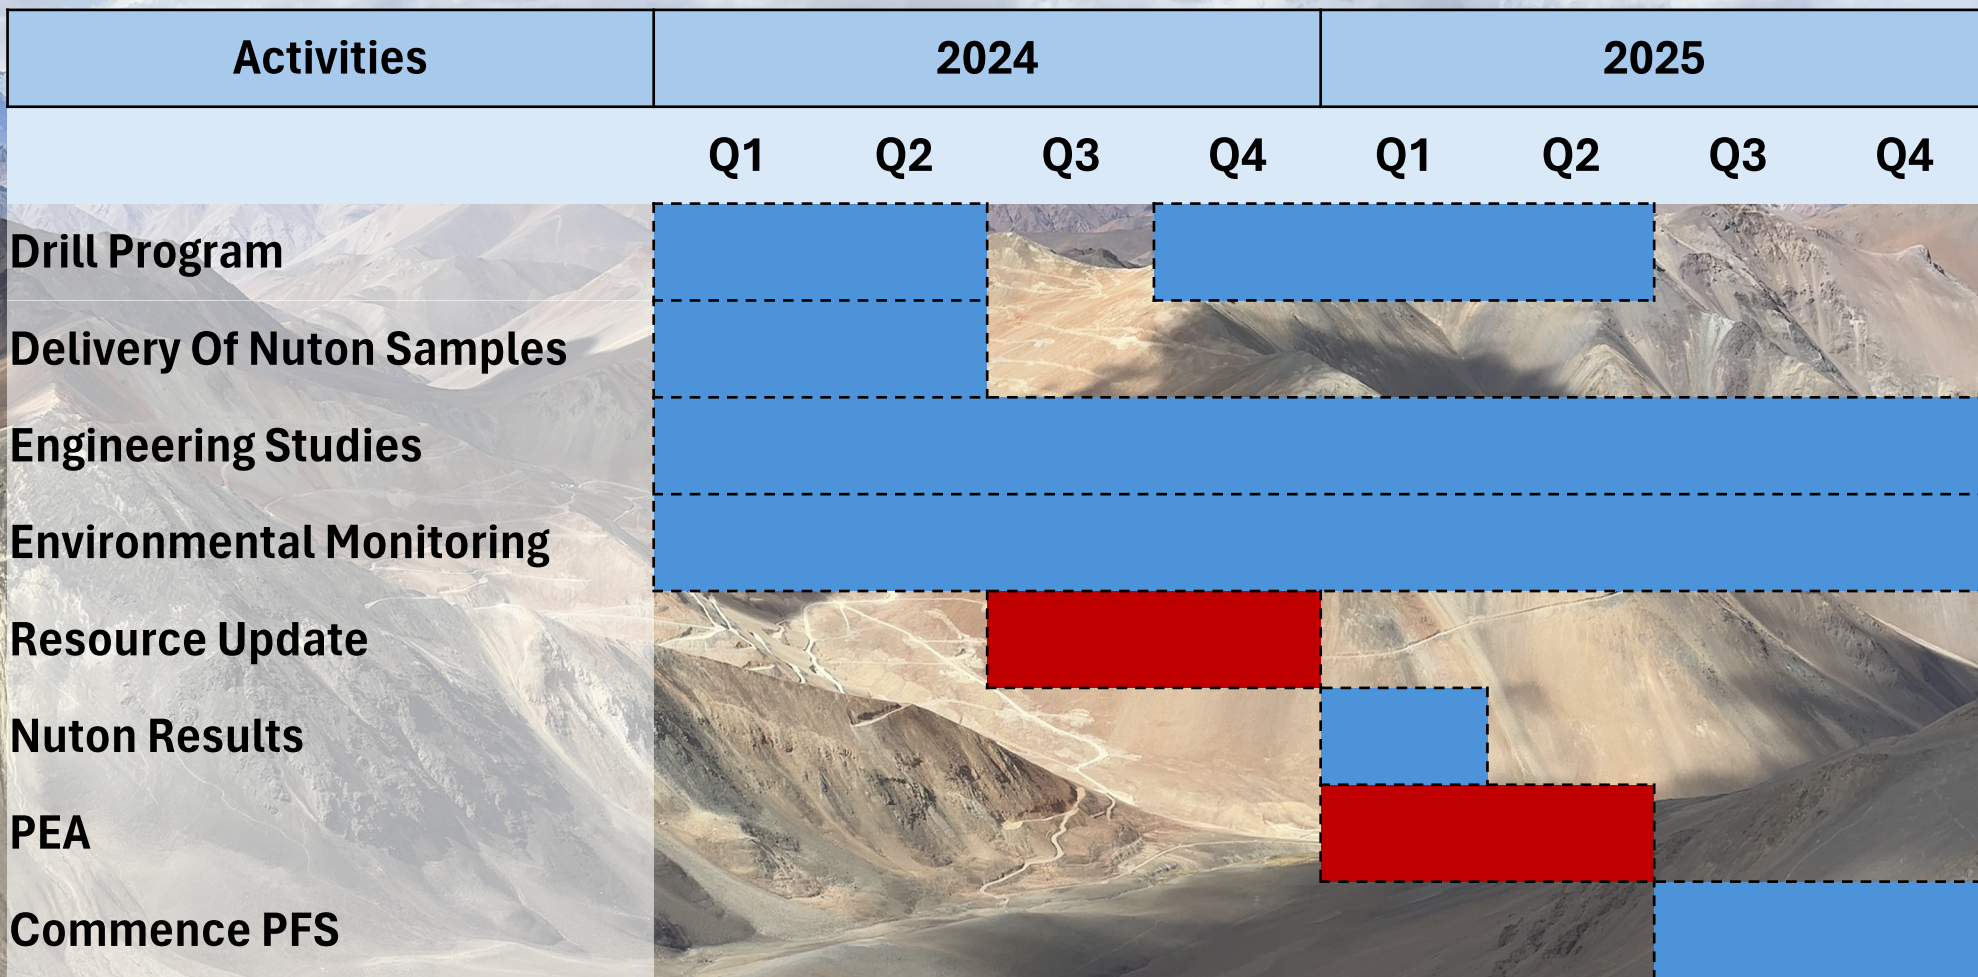 Activities 2024 2025
Q1 Q2 Q3 Q4 Q1 Q2 Q3 Q4
Drill Program
Delivery Of Nuton Samples
Engineering Studies
Environmental Monitoring
Resource Update
Nuton Results
PEA
Commence PFS